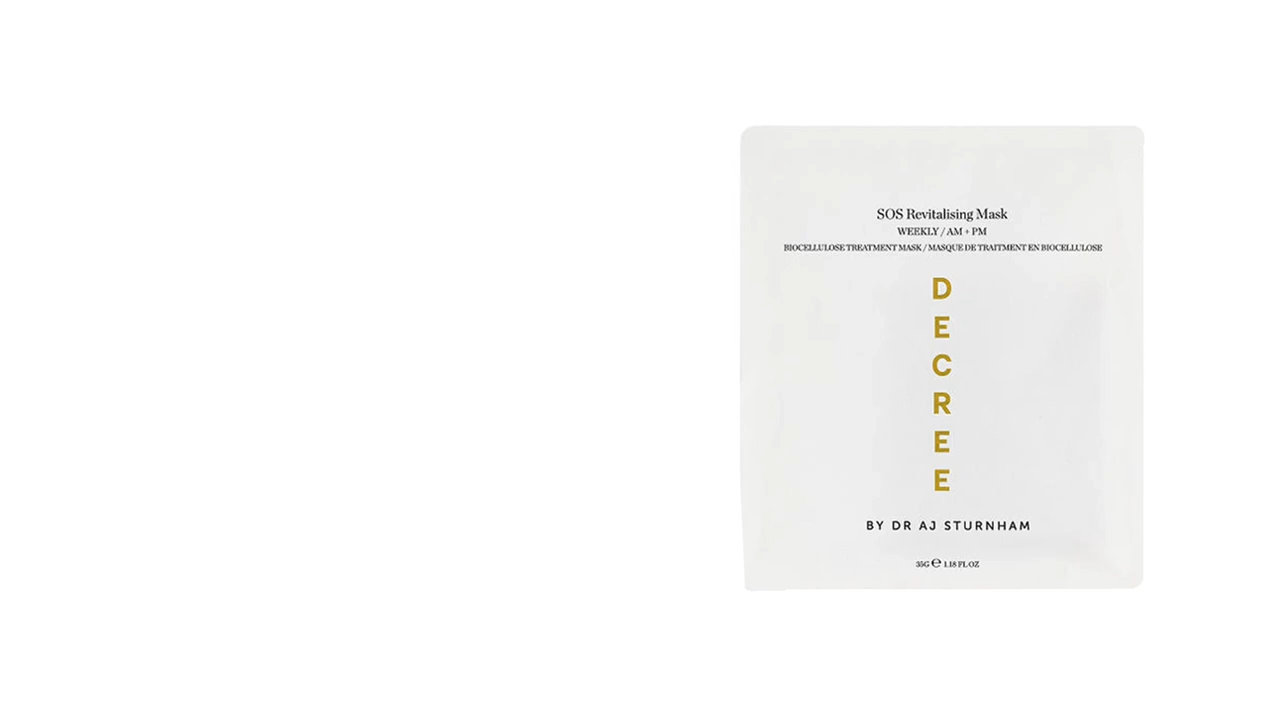 SOS Revitalising Mask
WEEKLY / AM + PM
BIOCELLULOSE TREATMENT MASK / MASQUE DE TRAITMENT EN BIOCELLULOSE
D
E
C
R
E
E
BY DR AJ STURNHAM
35G ℮ 1.18 FL OZ